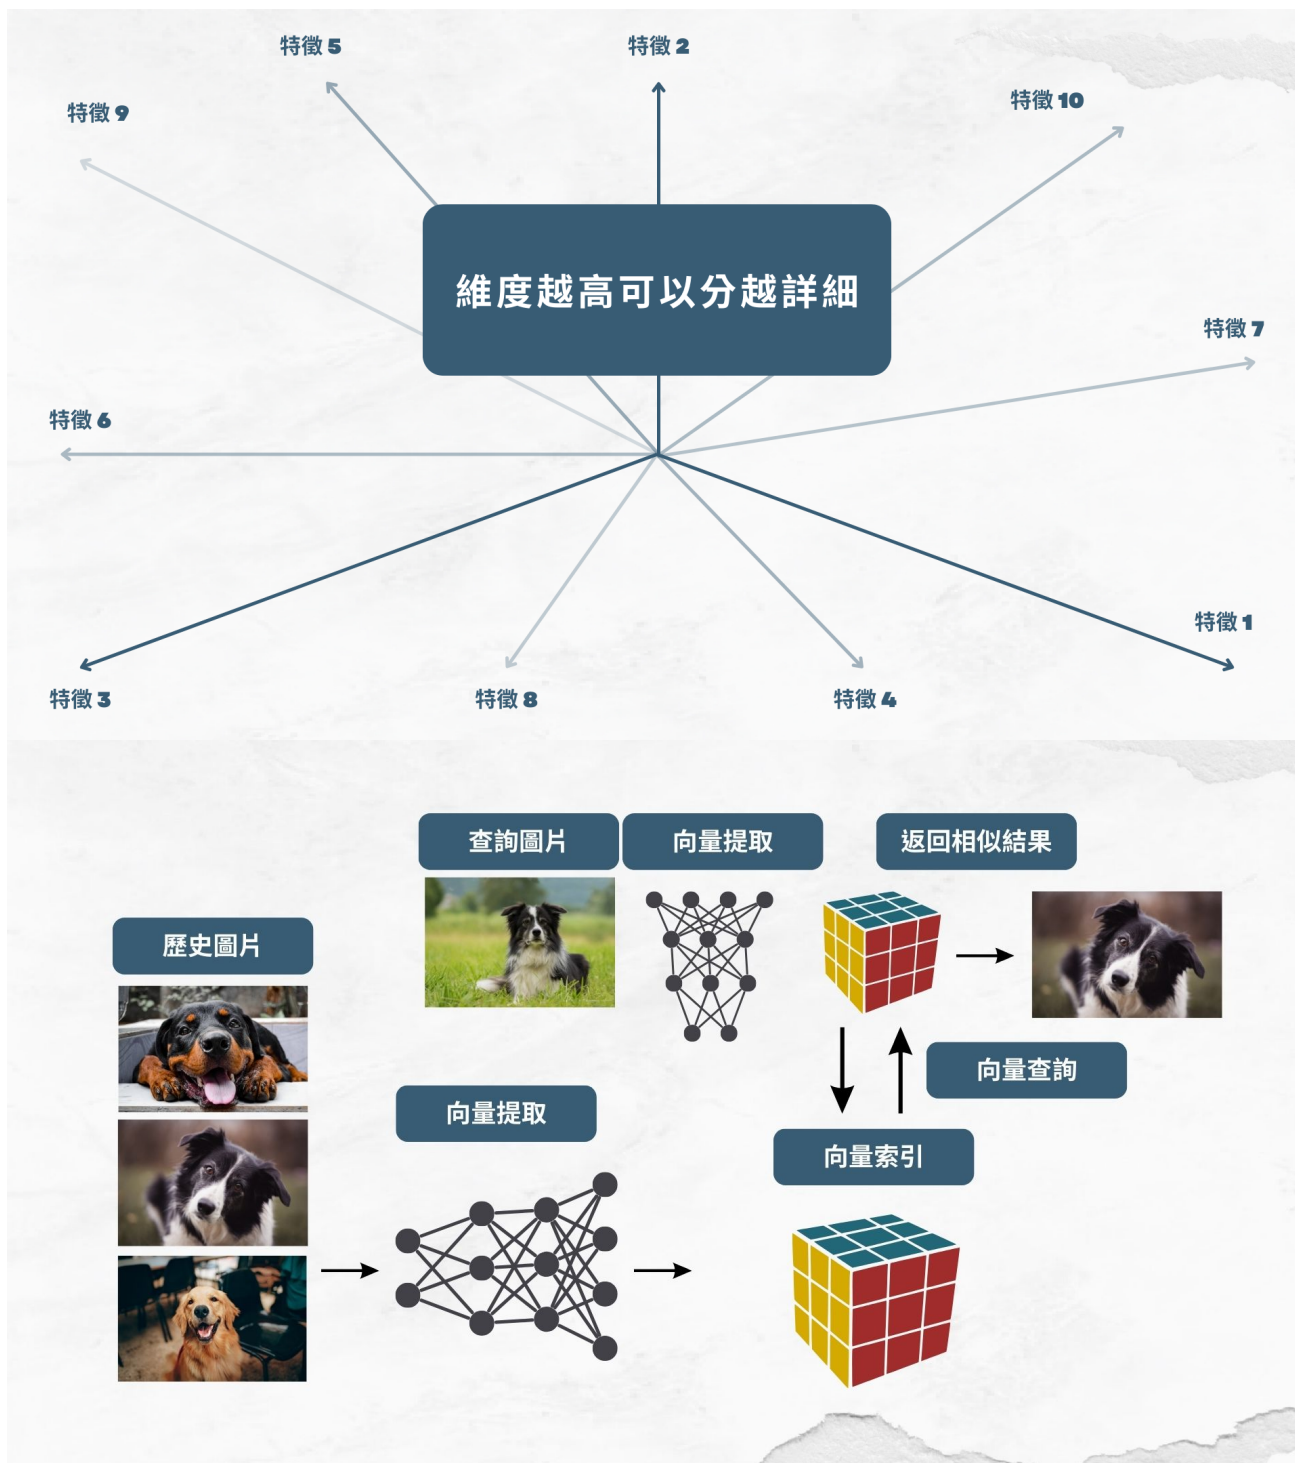 特徵 5
特徵 2
特徵 10
特徵 9
維度越高可以分越詳細
特徵 7
特徵 6
特徵 1
特徵 3
特徵 8
特徵 4
查詢圖片
向量提取
返回相似結果
歷史圖片
向量查詢
向量提取
向量索引